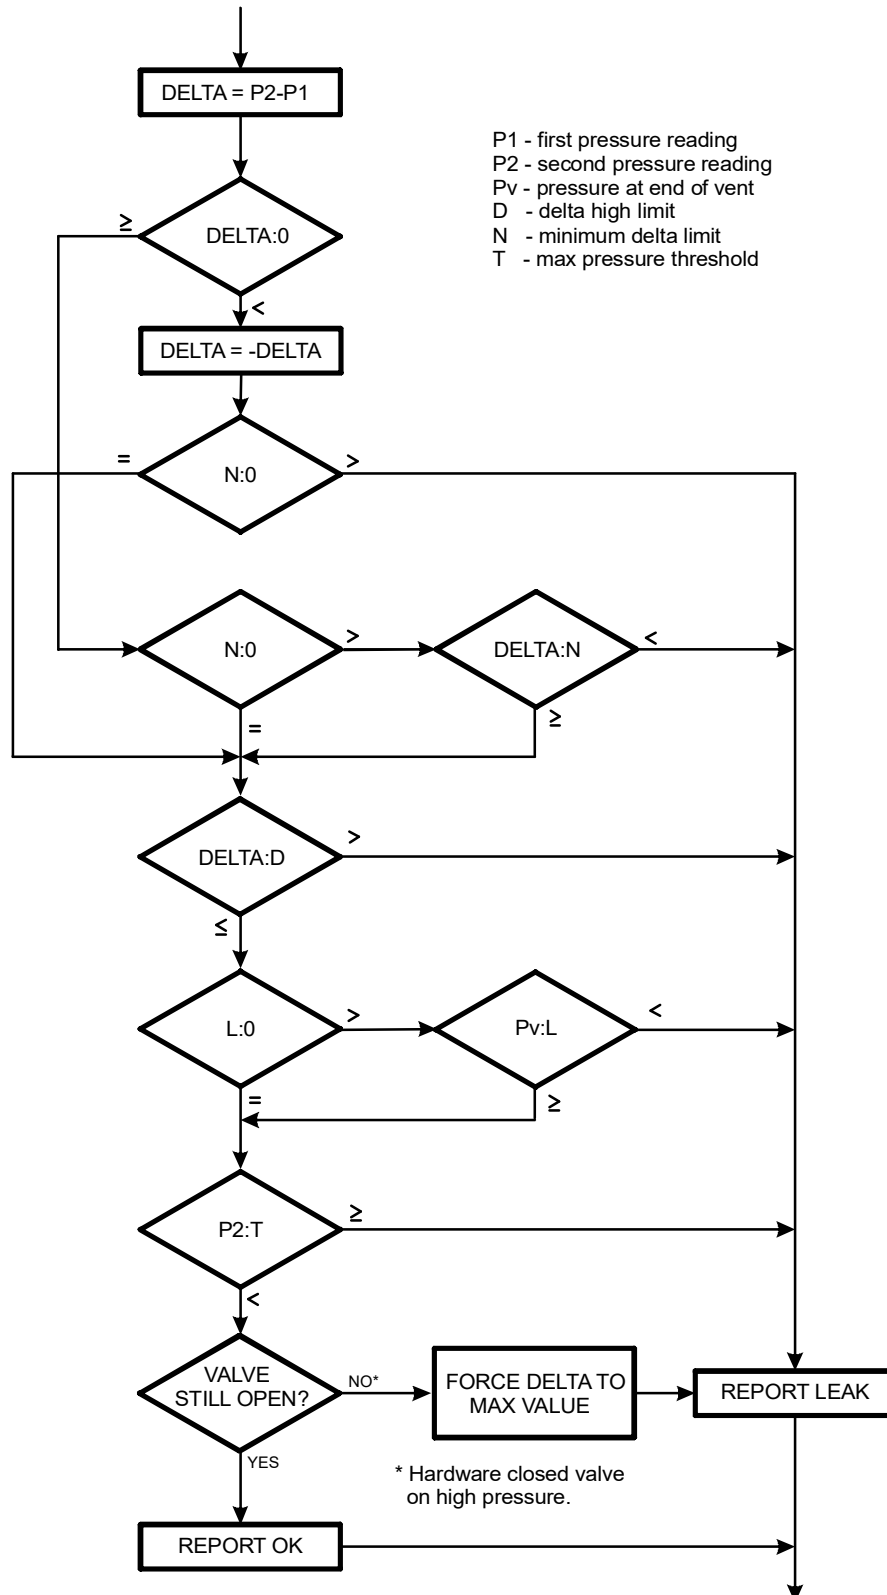 DELTA = P2-P1
P1 - first pressure reading
P2 - second pressure reading
Pv - pressure at end of vent
D - delta high limit
N - minimum delta limit
T - max pressure threshold
≥
DELTA:0
<
DELTA = -DELTA
=
N:0
>
N:0
>
DELTA:N
<
=
≥
DELTA:D
>
≤
L:0
>
Pv:L
<
=
≥
P2:T
≥
<
VALVE
STILL OPEN?
NO*
FORCE DELTA TO
MAX VALUE
REPORT LEAK
YES
* Hardware closed valve
on high pressure.
REPORT OK